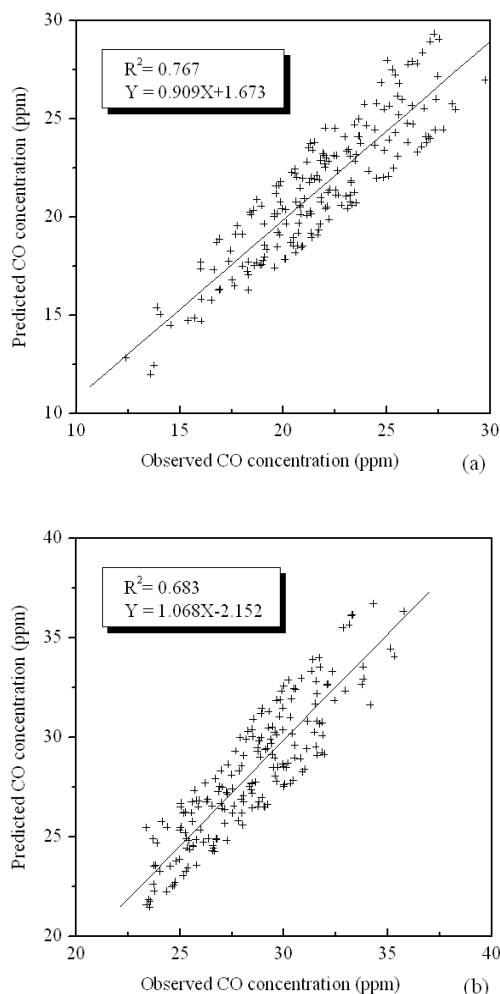 30
R² = 0.767
Y = 0.909X+1.673
25
Predicted CO concentration (ppm)
20
15
10
10 15 20 25 30
Observed CO concentration (ppm) (a)
40
R² = 0.683
Y = 1.068X-2.152
35
Predicted CO concentration (ppm)
30
25
20
20 25 30 35 40
Observed CO concentration (ppm) (b)